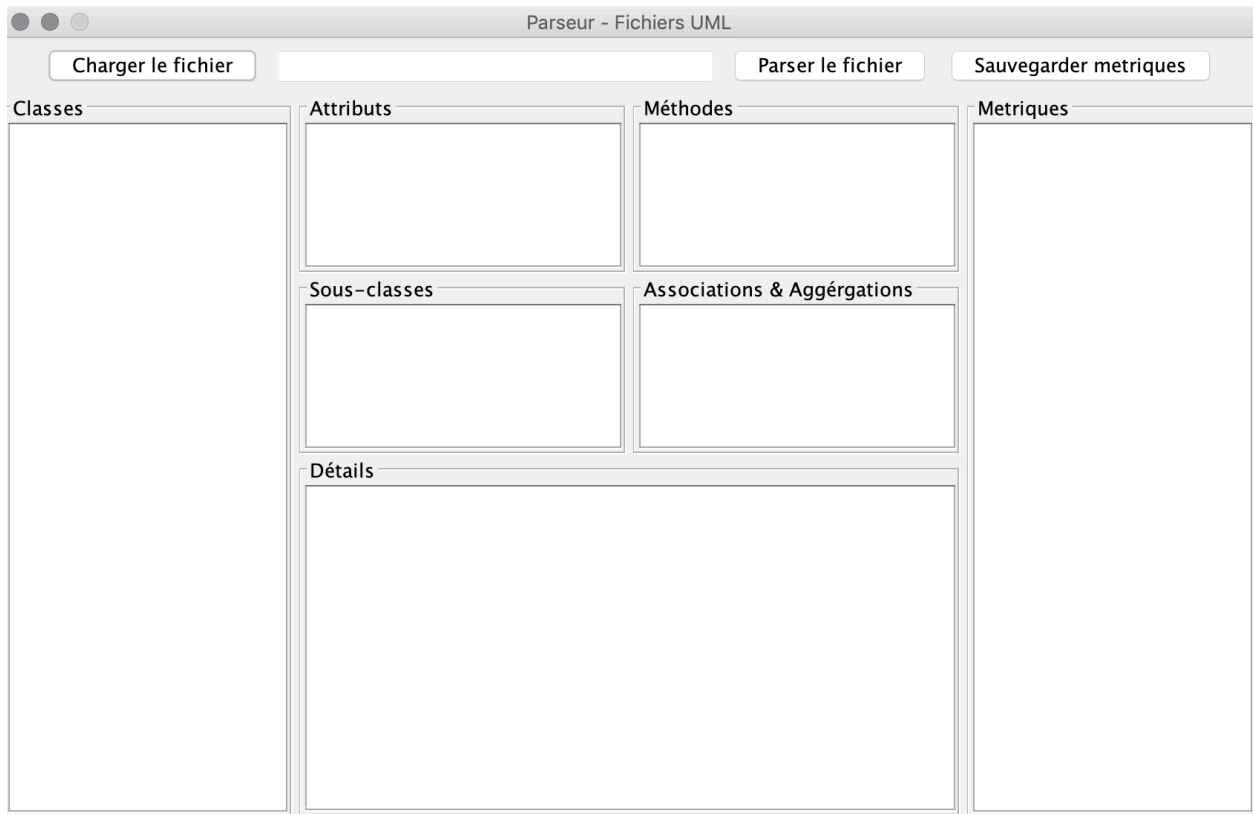 Parseur - Fichiers UML
Charger le fichier
Parser le fichier
Sauvegarder metriques
Classes
Attributs
Méthodes
Metriques
Sous-classes
Associations & Aggérgations
Détails